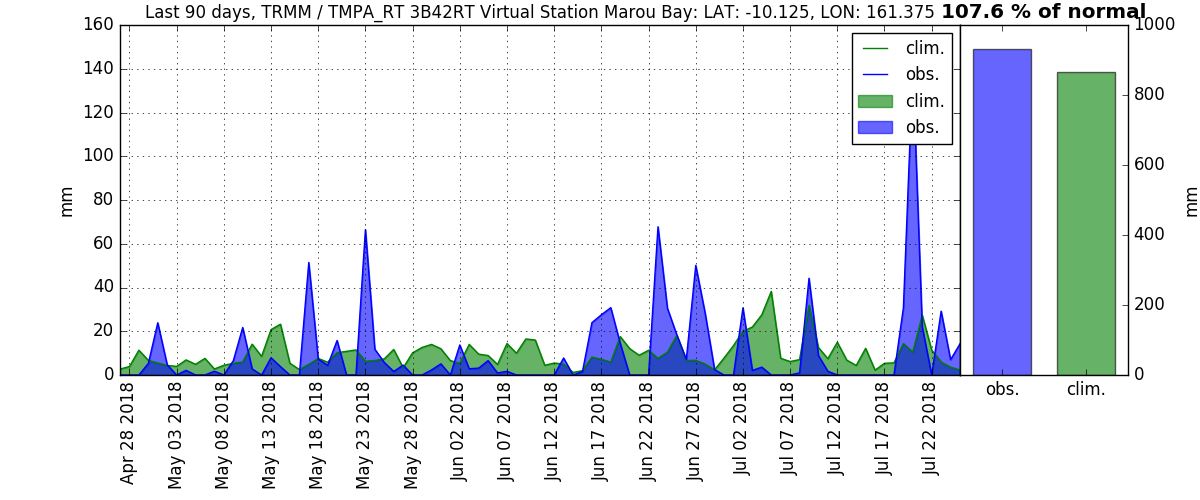 Last 90 days, TRMM / TMPA_RT 3B42RT Virtual Station Marou Bay: LAT: -10.125, LON: 161.375 107.6 % of normal
160
140
120
100
80
60
40
20
0
mm
clim.
obs.
clim.
obs.
1000
800
600
400
200
0
mm
obs. clim.
Apr 28 2018
May 03 2018
May 08 2018
May 13 2018
May 18 2018
May 23 2018
May 28 2018
Jun 02 2018
Jun 07 2018
Jun 12 2018
Jun 17 2018
Jun 22 2018
Jun 27 2018
Jul 02 2018
Jul 07 2018
Jul 12 2018
Jul 17 2018
Jul 22 2018